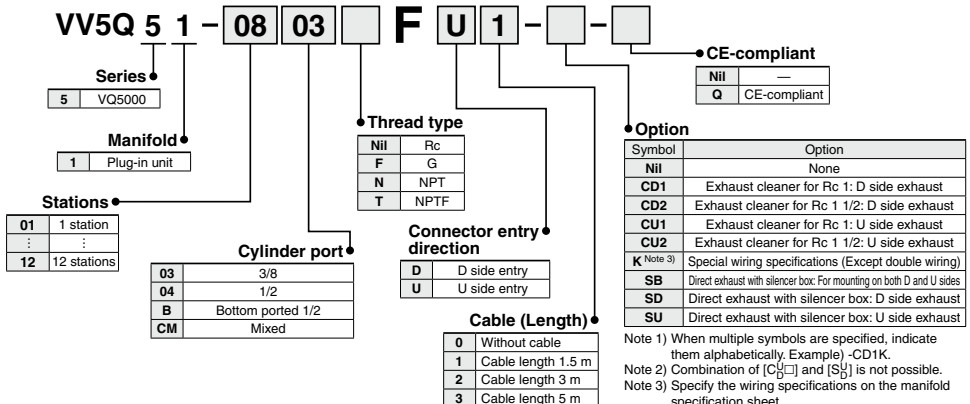 VV5Q 5 1 – 08 03 F U 1 – –
CE-compliant
Nil —
Q CE-compliant
Series
5 VQ5000
Manifold
1 Plug-in unit
Stations
01 1 station
⋮ ⋮
12 12 stations
Thread type
Nil Rc
F G
N NPT
T NPTF
Cylinder port
03 3/8
04 1/2
B Bottom ported 1/2
CM Mixed
Connector entry
direction
D D side entry
U U side entry
Cable (Length)
0 Without cable
1 Cable length 1.5 m
2 Cable length 3 m
3 Cable length 5 m
Option
Symbol Option
Nil None
CD1 Exhaust cleaner for Rc 1: D side exhaust
CD2 Exhaust cleaner for Rc 1 1/2: D side exhaust
CU1 Exhaust cleaner for Rc 1: U side exhaust
CU2 Exhaust cleaner for Rc 1 1/2: U side exhaust
K Note 3) Special wiring specifications (Except double wiring)
SB Direct exhaust with silencer box: For mounting on both D and U sides
SD Direct exhaust with silencer box: D side exhaust
SU Direct exhaust with silencer box: U side exhaust
Note 1) When multiple symbols are specified, indicate
them alphabetically. Example) -CD1K.
Note 2) Combination of [CUD□] and [SUD] is not possible.
Note 3) Specify the wiring specifications on the manifold
specification sheet.